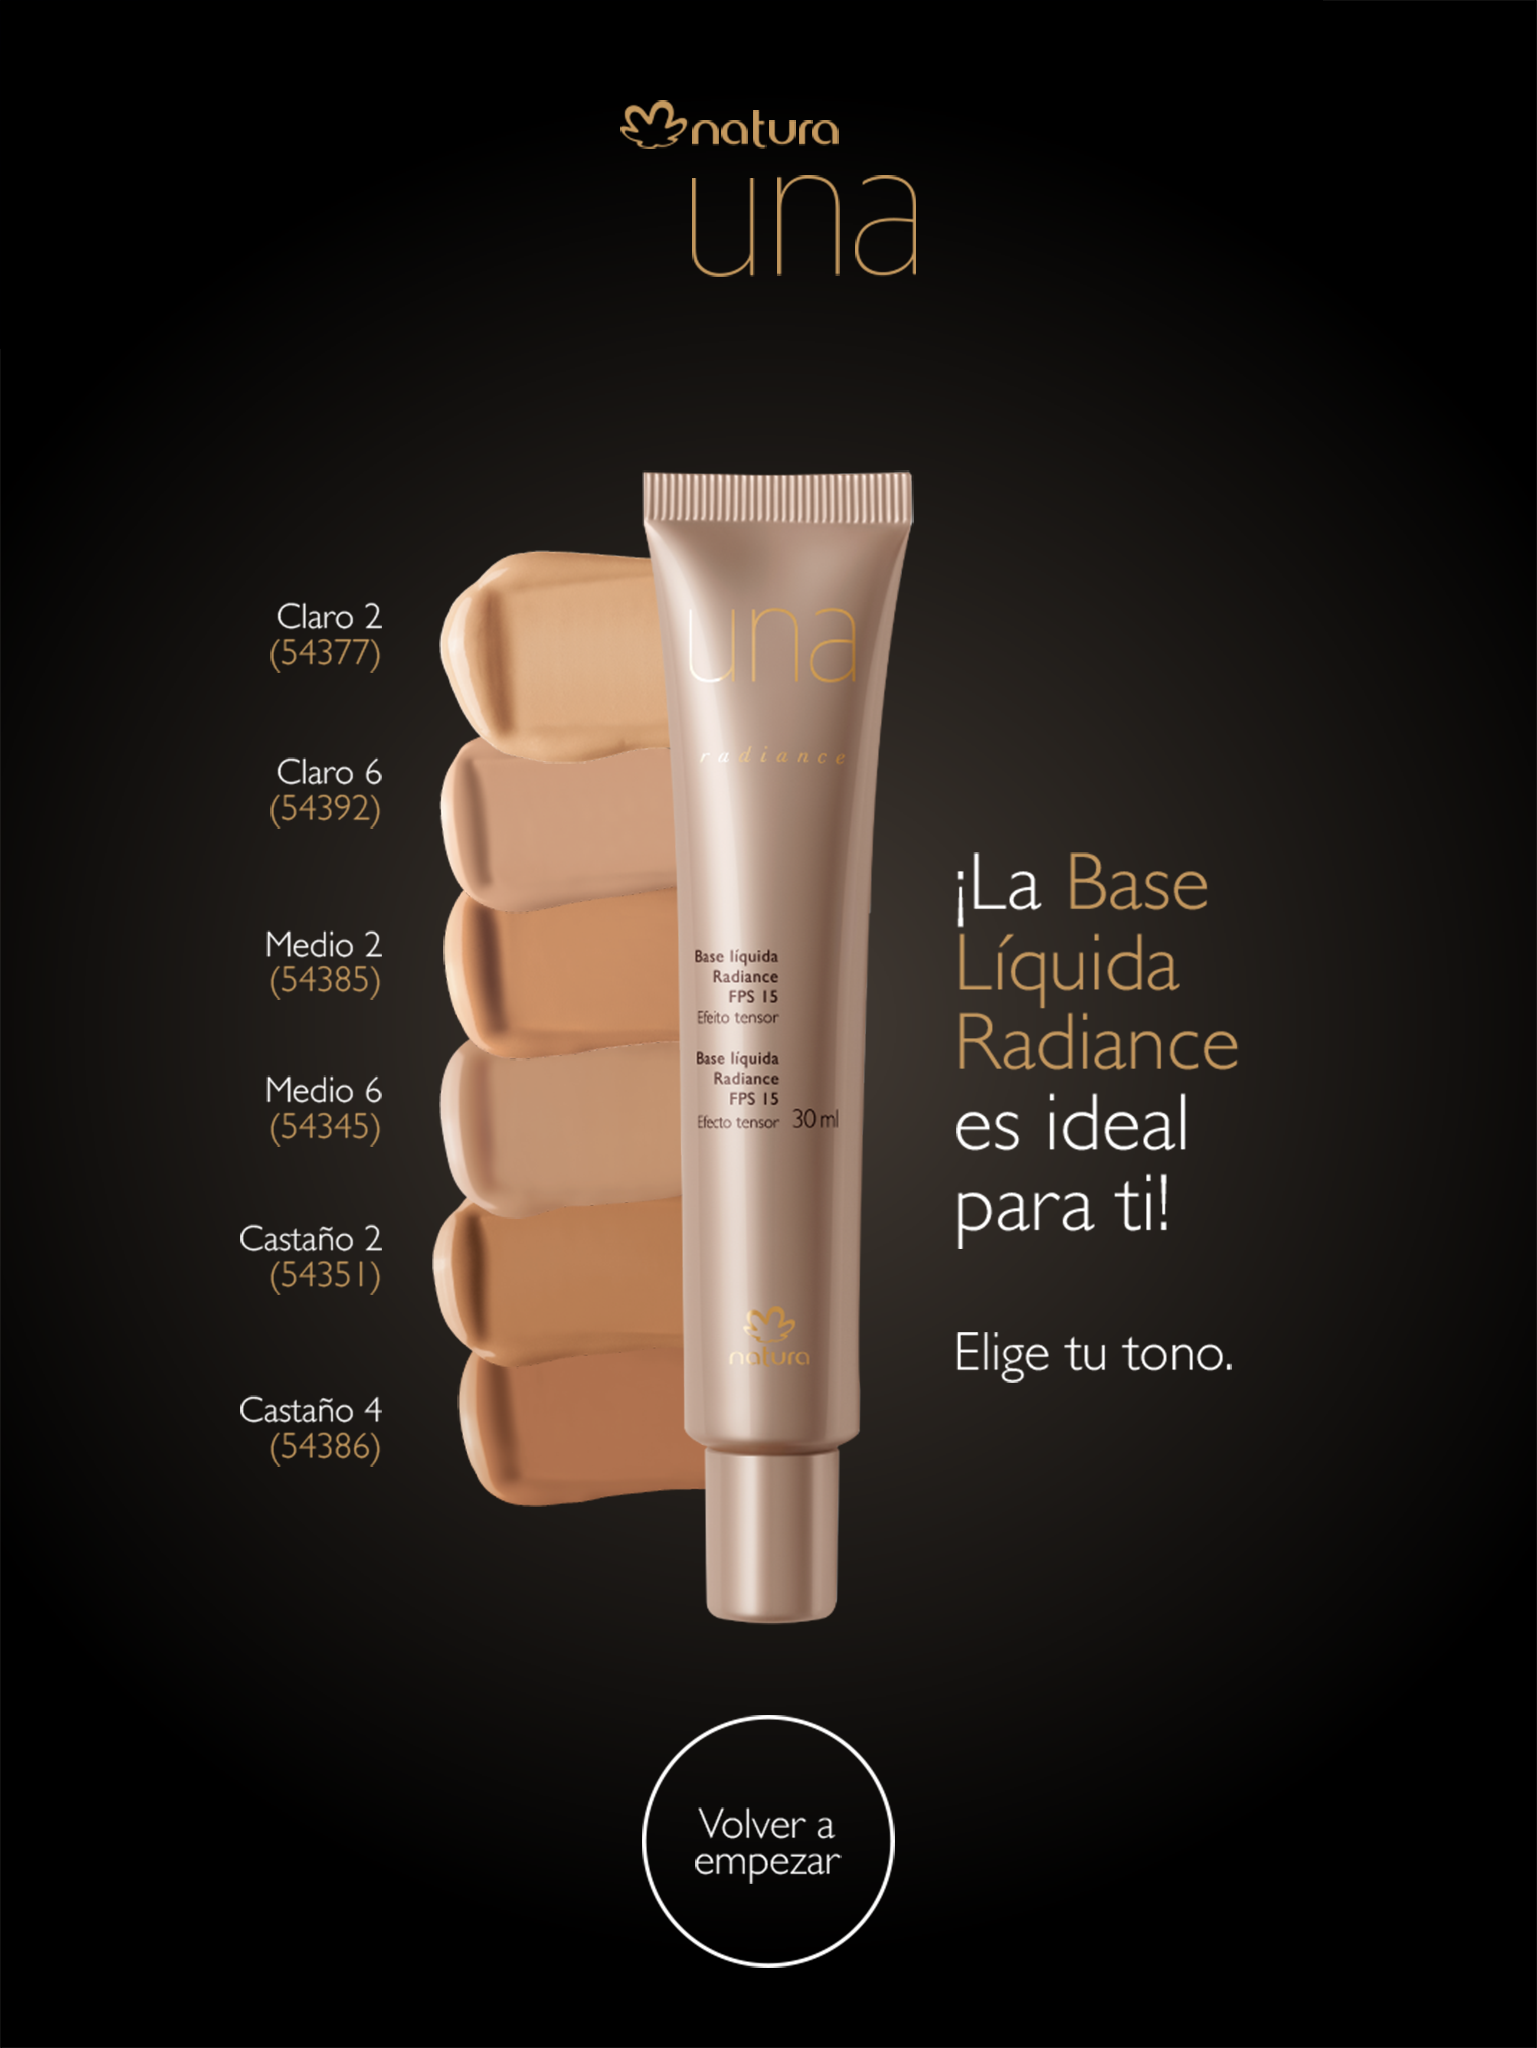 natura
una
Claro 2
(54377)
Claro 6
(54392)
Medio 2
(54385)
Medio 6
(54345)
Castaño 2
(54351)
Castaño 4
(54386)
una
radiance
Base líquida
Radiance
FPS 15
Efeito tensor
Base líquida
Radiance
FPS 15
Efecto tensor 30 ml
natura
¡La Base
Líquida
Radiance
es ideal
para ti!
Elige tu tono.
Volver a
empezar